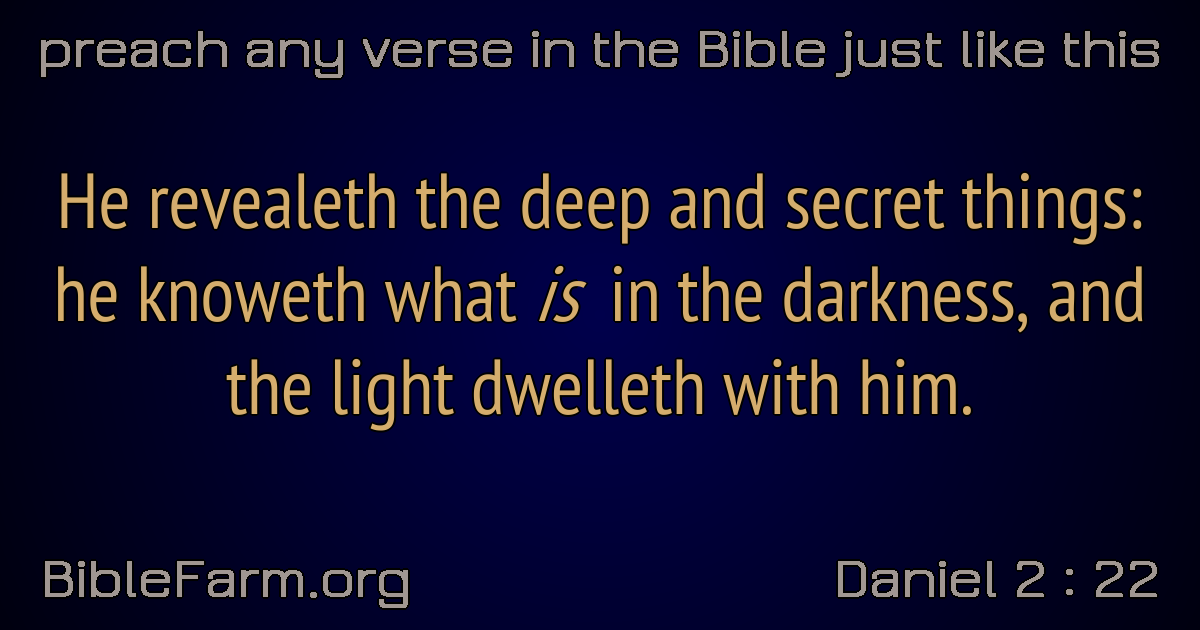 preach any verse in the Bible just like this
He revealeth the deep and secret things:
he knoweth what is in the darkness, and
the light dwelleth with him.
BibleFarm.org
Daniel 2 : 22